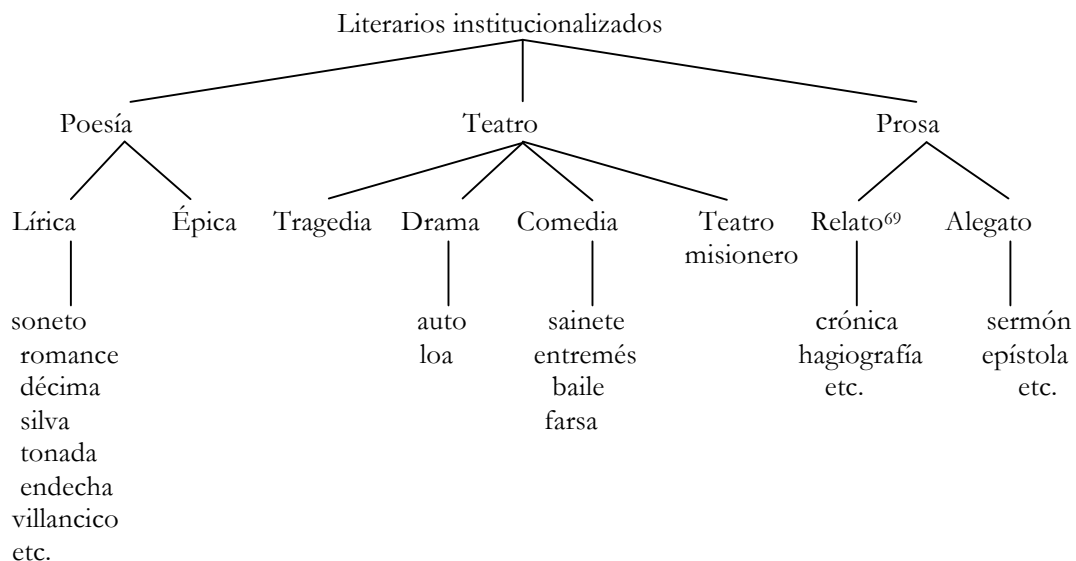 Literarios institucionalizados
Poesía Teatro Prosa
Lírica Épica Tragedia Drama Comedia Teatro misionero Relato⁶⁹ Alegato
soneto
romance
décima
silva
tonada
endecha
villancico
etc.
auto
loa
sainete
entremés
baile
farsa
crónica
hagiografía
etc.
sermón
epístola
etc.